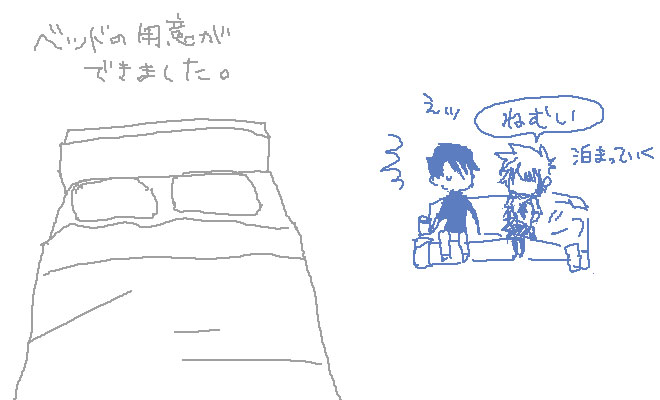 ベッドの用意が
できました。
えッ
ねむい
泊まっていく